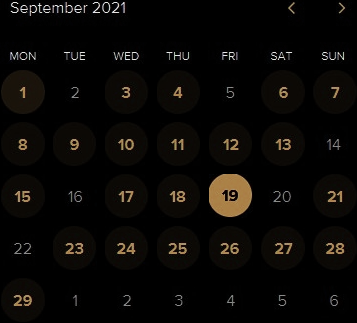 September 2021
MON TUE WED THU FRI SAT SUN
1 2 3 4 5 6 7
8 9 10 11 12 13 14
15 16 17 18 19 20 21
22 23 24 25 26 27 28
29 1 2 3 4 5 6